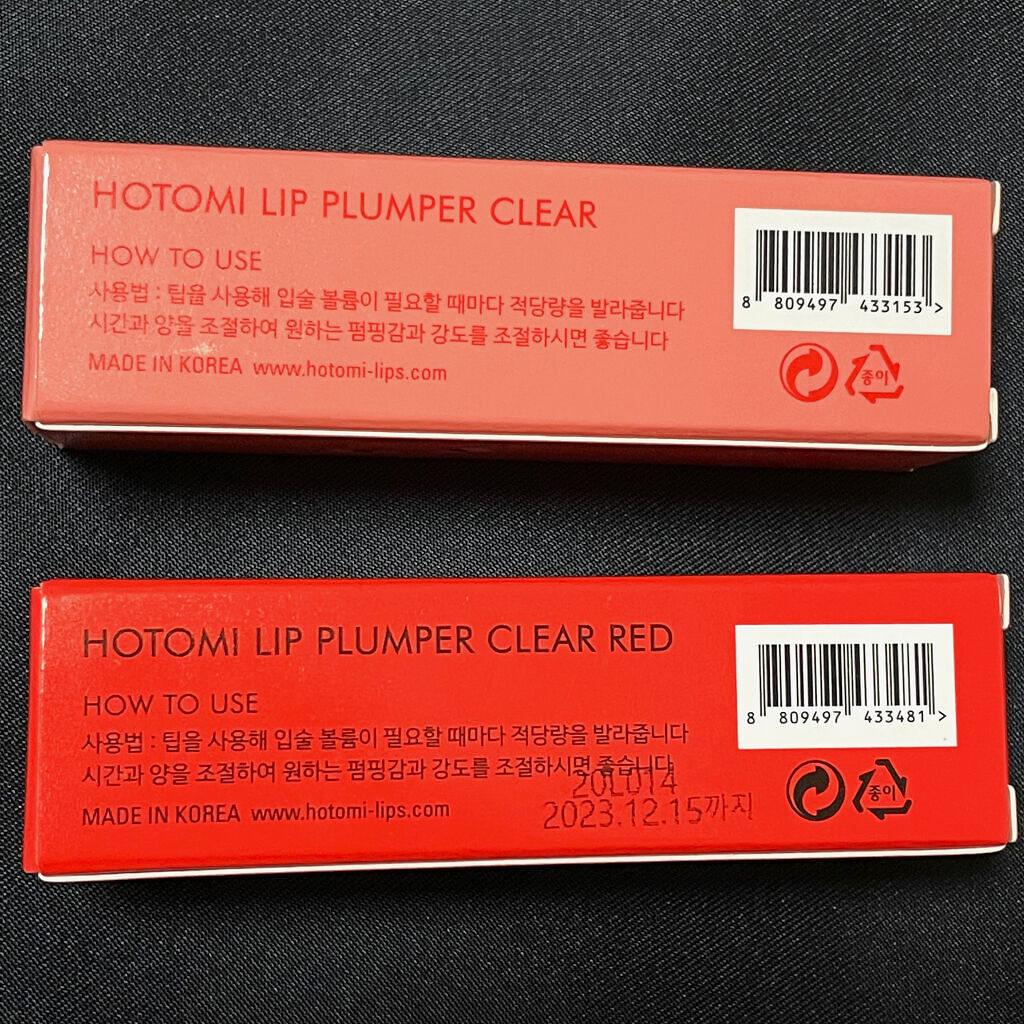 HOTOMI LIP PLUMPER CLEAR
HOW TO USE
사용법 : 팁을 사용해 입술 볼륨이 필요할 때마다 적당량을 발라줍니다
시간과 양을 조절하여 원하는 펌핑감과 강도를 조절하시면 좋습니다
MADE IN KOREA www.hotomi-lips.com
8 809497 433153 >
종이
HOTOMI LIP PLUMPER CLEAR RED
HOW TO USE
사용법 : 팁을 사용해 입술 볼륨이 필요할 때마다 적당량을 발라줍니다
시간과 양을 조절하여 원하는 펌핑감과 강도를 조절하시면 좋습니다
20L014
2023.12.15까지
MADE IN KOREA www.hotomi-lips.com
8 809497 433481 >
종이